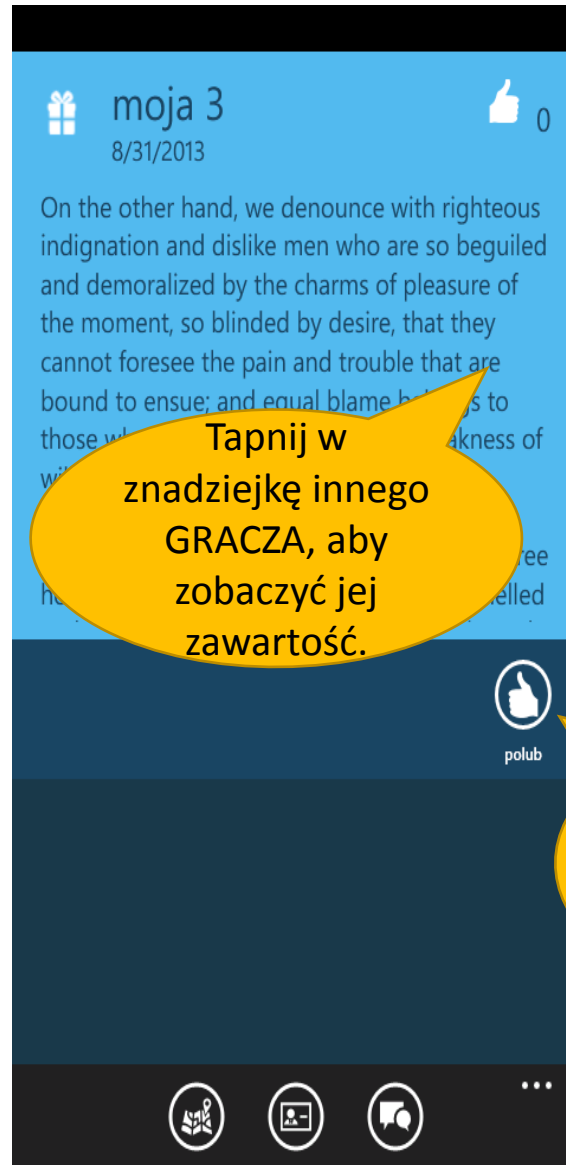 moja 3
0
8/31/2013
On the other hand, we denounce with righteous
indignation and dislike men who are so beguiled
and demoralized by the charms of pleasure of
the moment, so blinded by desire, that they
cannot foresee the pain and trouble that are
bound to ensue; and equal blame to
those of
Tapnij w
znadziejkę innego
GRACZA, aby
zobaczyć jej
zawartość.
polub